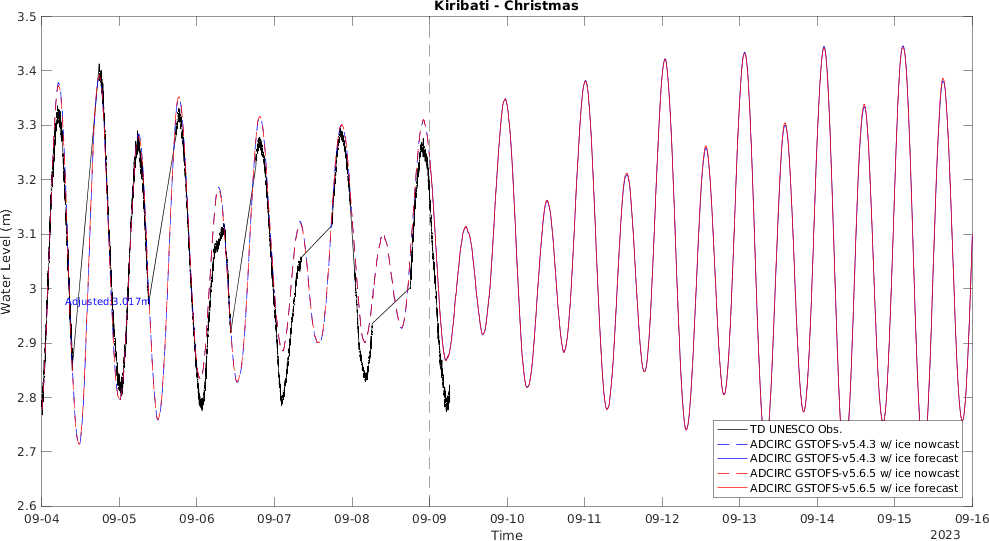 Kiribati - Christmas
3.5
3.4
3.3
3.2
3.1
3
2.9
2.8
2.7
2.6
Water Level (m)
Adjusted:3.017m
TD UNESCO Obs.
ADCIRC GSTOFS-v5.4.3 w/ ice nowcast
ADCIRC GSTOFS-v5.4.3 w/ ice forecast
ADCIRC GSTOFS-v5.6.5 w/ ice nowcast
ADCIRC GSTOFS-v5.6.5 w/ ice forecast
09-04 09-05 09-06 09-07 09-08 09-09 09-10 09-11 09-12 09-13 09-14 09-15 09-16
Time
2023